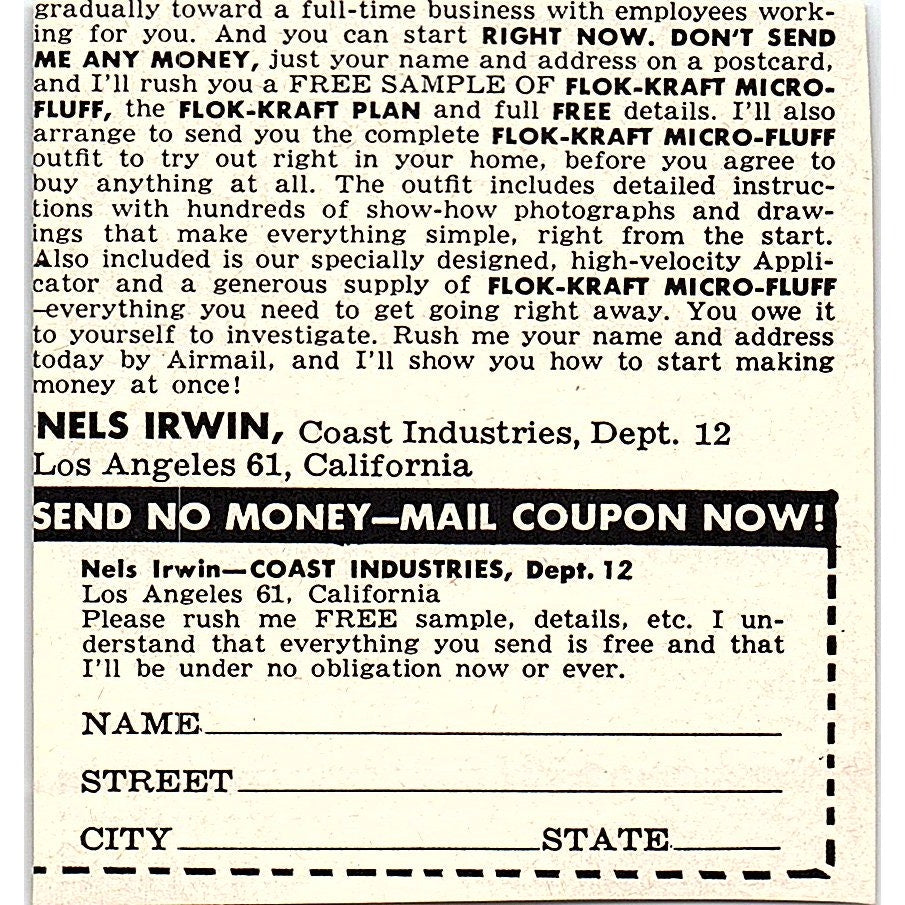 gradually toward a full-time business with employees work-
ing for you. And you can start RIGHT NOW. DON'T SEND
ME ANY MONEY, just your name and address on a postcard,
and I'll rush you a FREE SAMPLE OF FLOK-KRAFT MICRO-
FLUFF, the FLOK-KRAFT PLAN and full FREE details. I'll also
arrange to send you the complete FLOK-KRAFT MICRO-FLUFF
outfit to try out right in your home, before you agree to
buy anything at all. The outfit includes detailed instruc-
tions with hundreds of show-how photographs and draw-
ings that make everything simple, right from the start.
Also included is our specially designed, high-velocity Appli-
cator and a generous supply of FLOK-KRAFT MICRO-FLUFF
—everything you need to get going right away. You owe it
to yourself to investigate. Rush me your name and address
today by Airmail, and I'll show you how to start making
money at once!
NELS IRWIN, Coast Industries, Dept. 12
Los Angeles 61, California
SEND NO MONEY—MAIL COUPON NOW!
Nels Irwin—COAST INDUSTRIES, Dept. 12
Los Angeles 61, California
Please rush me FREE sample, details, etc. I un-
derstand that everything you send is free and that
I'll be under no obligation now or ever.
NAME
STREET
CITY STATE